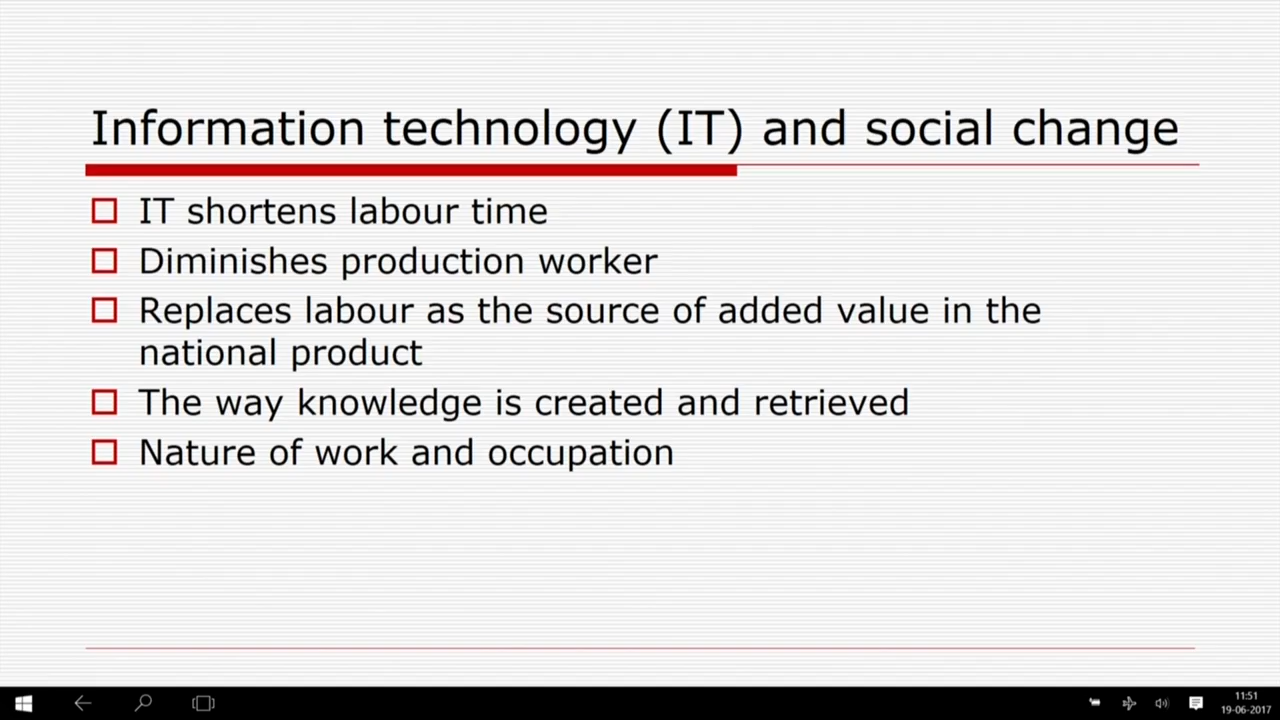 Information technology (IT) and social change
IT shortens labour time
Diminishes production worker
Replaces labour as the source of added value in the
national product
The way knowledge is created and retrieved
Nature of work and occupation
11:51
19-06-2017